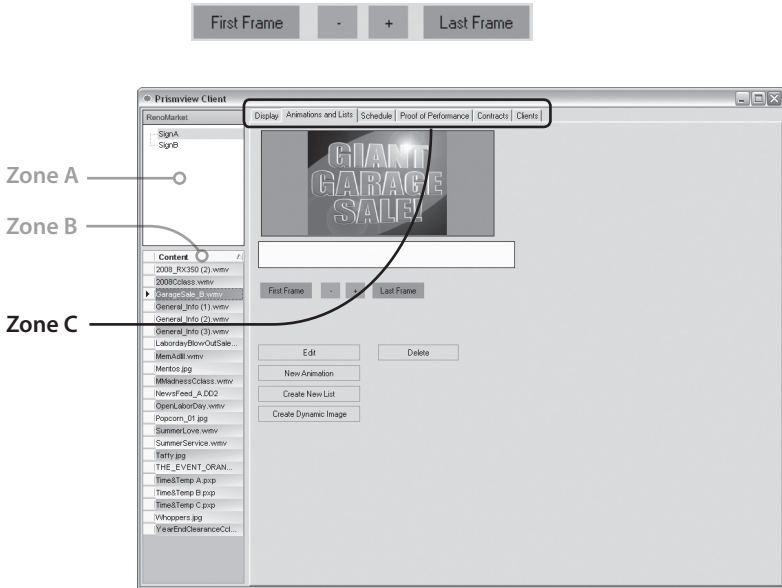 First Frame - + Last Frame
Prismview Client
RenoMarket
Display Animations and Lists Schedule Proof of Performance Contracts Clients
SignA
SignB
GIANT
GARAGE
SALE!
Zone A
Zone B
Zone C
Content
2008_RX350 (2).wmv
2008Cclass.wmv
GarageSale_B.wmv
General_Info (1).wmv
General_Info (2).wmv
General_Info (3).wmv
LabordayBlowOutSale...
MemAdIII.wmv
Mentos.jpg
MMadnessCclass.wmv
NewsFeed_A.DD2
OpenLaborDay.wmv
Popcorn_01.jpg
SummerLove.wmv
SummerService.wmv
Taffy.jpg
THE_EVENT_ORAN...
Time&Temp A.pxp
Time&Temp B.pxp
Time&Temp C.pxp
Whoppers.jpg
YearEndClearanceCcl...
First Frame - + Last Frame
Edit Delete
New Animation
Create New List
Create Dynamic Image